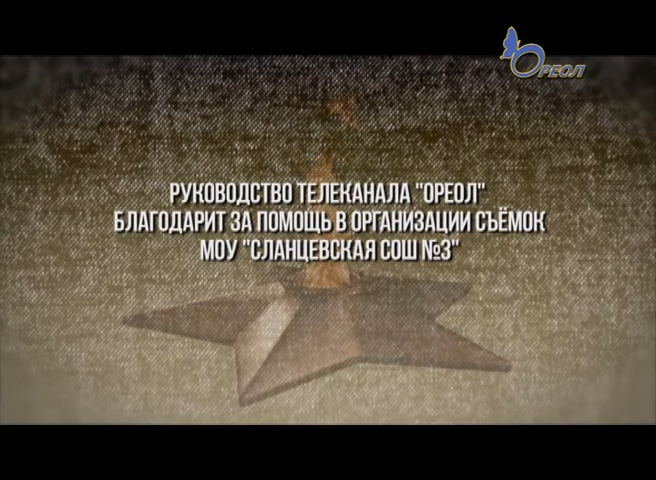 ОРЕОЛ
РУКОВОДСТВО ТЕЛЕКАНАЛА "ОРЕОЛ"
БЛАГОДАРИТ ЗА ПОМОЩЬ В ОРГАНИЗАЦИИ СЪЁМОК
МОУ "СЛАНЦЕВСКАЯ СОШ №3"